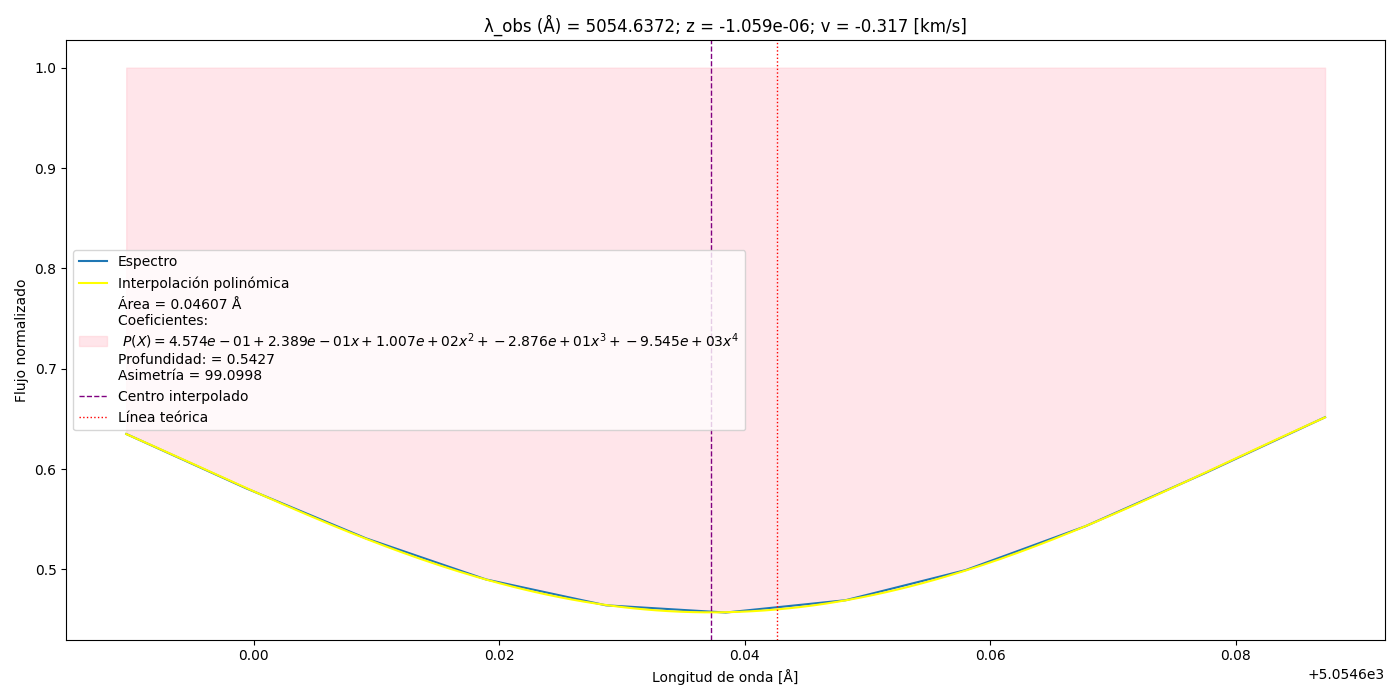 λ_obs (Å) = 5054.6372; z = -1.059e-06; v = -0.317 [km/s]
1.0
0.9
0.8
0.7
0.6
0.5
Flujo normalizado
Espectro
Interpolación polinómica
Área = 0.04607 Å
Coeficientes:
P(X) = 4.574e − 01 + 2.389e − 01x + 1.007e + 02x² + −2.876e + 01x³ + −9.545e + 03x⁴
Profundidad: = 0.5427
Asimetría = 99.0998
Centro interpolado
Línea teórica
0.00 0.02 0.04 0.06 0.08
+5.0546e3
Longitud de onda [Å]